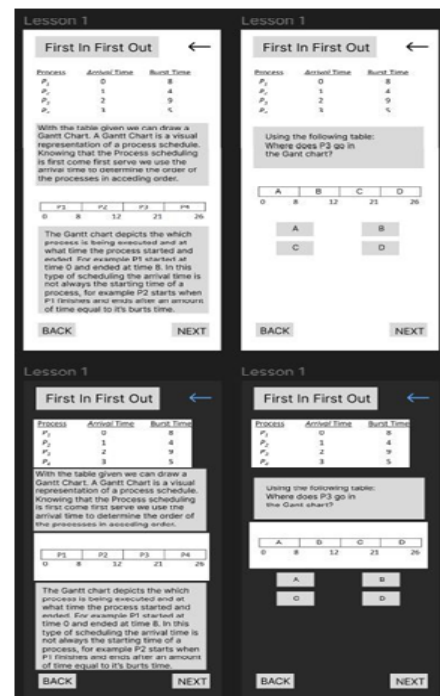 Lesson 1
First In First Out ←
Process Arrival Time Burst Time
P₁ 0 8
P₂ 1 4
P₃ 2 9
P₄ 3 5
With the table given we can draw a
Gantt Chart. A Gantt Chart is a visual
representation of a process schedule.
Knowing that the Process scheduling
is first come first serve we use the
arrival time to determine the order of
the processes in acceding order.
P1 P2 P3 P4
0 8 12 21 26
The Gantt chart depicts the which
process is being executed and at
what time the process started and
ended. For example P1 started at
time 0 and ended at time 8. In this
type of scheduling the arrival time is
not always the starting time of a
process, for example P2 starts when
P1 finishes and ends after an amount
of time equal to it's burts time.
BACK NEXT
Lesson 1
First In First Out ←
Process Arrival Time Burst Time
P₁ 0 8
P₂ 1 4
P₃ 2 9
P₄ 3 5
Using the following table:
Where does P3 go in
the Gant chart?
A B C D
0 8 12 21 26
A B
C D
BACK NEXT
Lesson 1
First In First Out ←
Process Arrival Time Burst Time
P₁ 0 8
P₂ 1 4
P₃ 2 9
P₄ 3 5
With the table given we can draw a
Gantt Chart. A Gantt Chart is a visual
representation of a process schedule.
Knowing that the Process scheduling
is first come first serve we use the
arrival time to determine the order of
the processes in acceding order.
P1 P2 P3 P4
0 8 12 21 26
The Gantt chart depicts the which
process is being executed and at
what time the process started and
ended. For example P1 started at
time 0 and ended at time 8. In this
type of scheduling the arrival time is
not always the starting time of a
process, for example P2 starts when
P1 finishes and ends after an amount
of time equal to it's burts time.
BACK NEXT
Lesson 1
First In First Out ←
Process Arrival Time Burst Time
P₁ 0 8
P₂ 1 4
P₃ 2 9
P₄ 3 5
Using the following table:
Where does P3 go in
the Gant chart?
A B C D
0 8 12 21 26
A B
C D
BACK NEXT